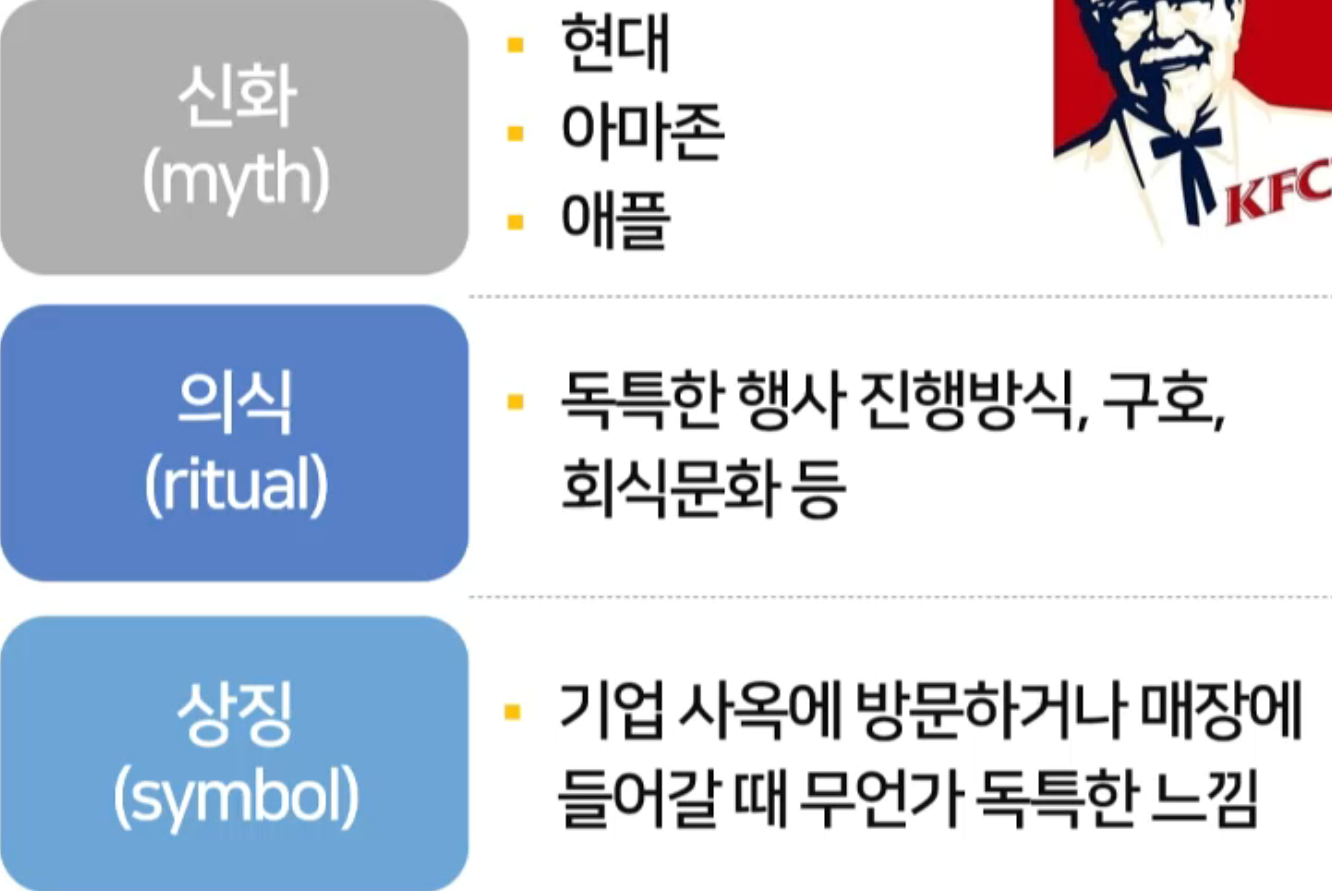 신화
(myth)
현대
아마존
애플
KFC
의식
(ritual)
독특한 행사 진행방식, 구호,
회식문화 등
상징
(symbol)
기업 사옥에 방문하거나 매장에
들어갈 때 무언가 독특한 느낌